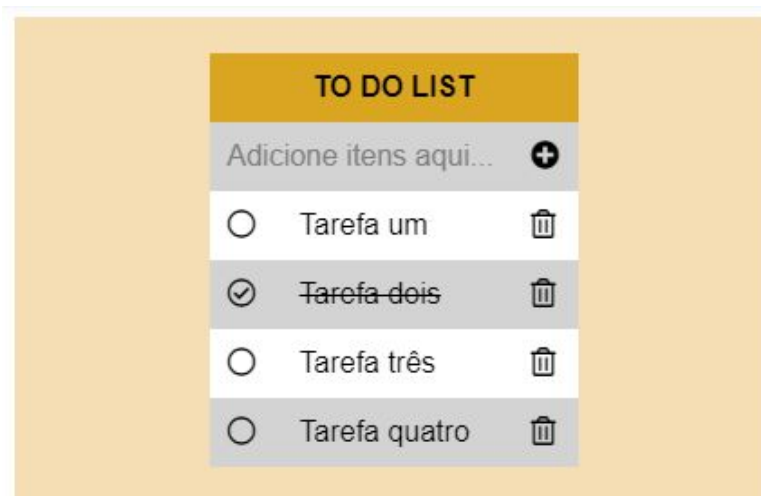 TO DO LIST
Adicione itens aqui...
Tarefa um
Tarefa dois
Tarefa três
Tarefa quatro